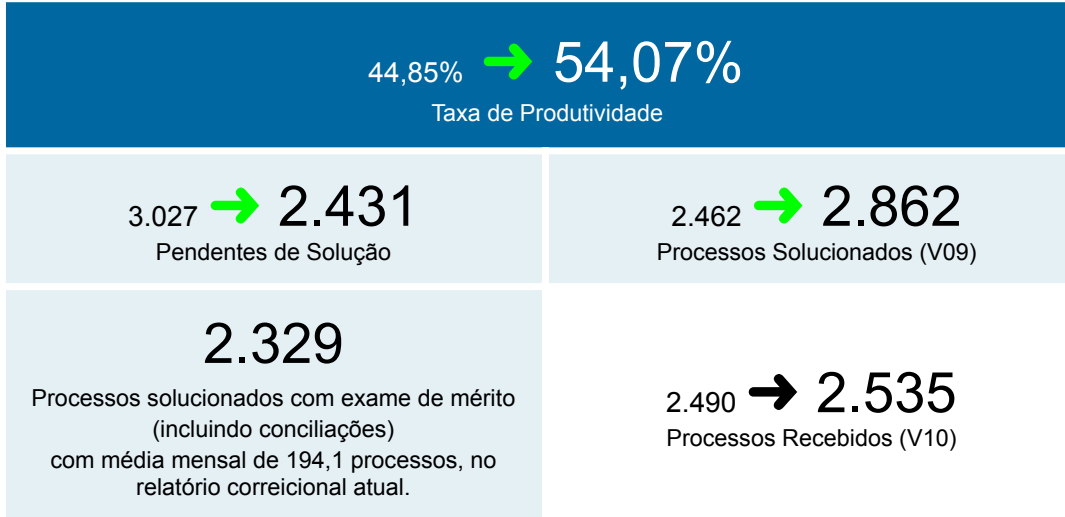 44,85% 54,07%
Taxa de Produtividade
3.027 2.431
Pendentes de Solução
2.462 2.862
Processos Solucionados (V09)
2.329
Processos solucionados com exame de mérito
(incluindo conciliações)
com média mensal de 194,1 processos, no
relatório correicional atual.
2.490 2.535
Processos Recebidos (V10)